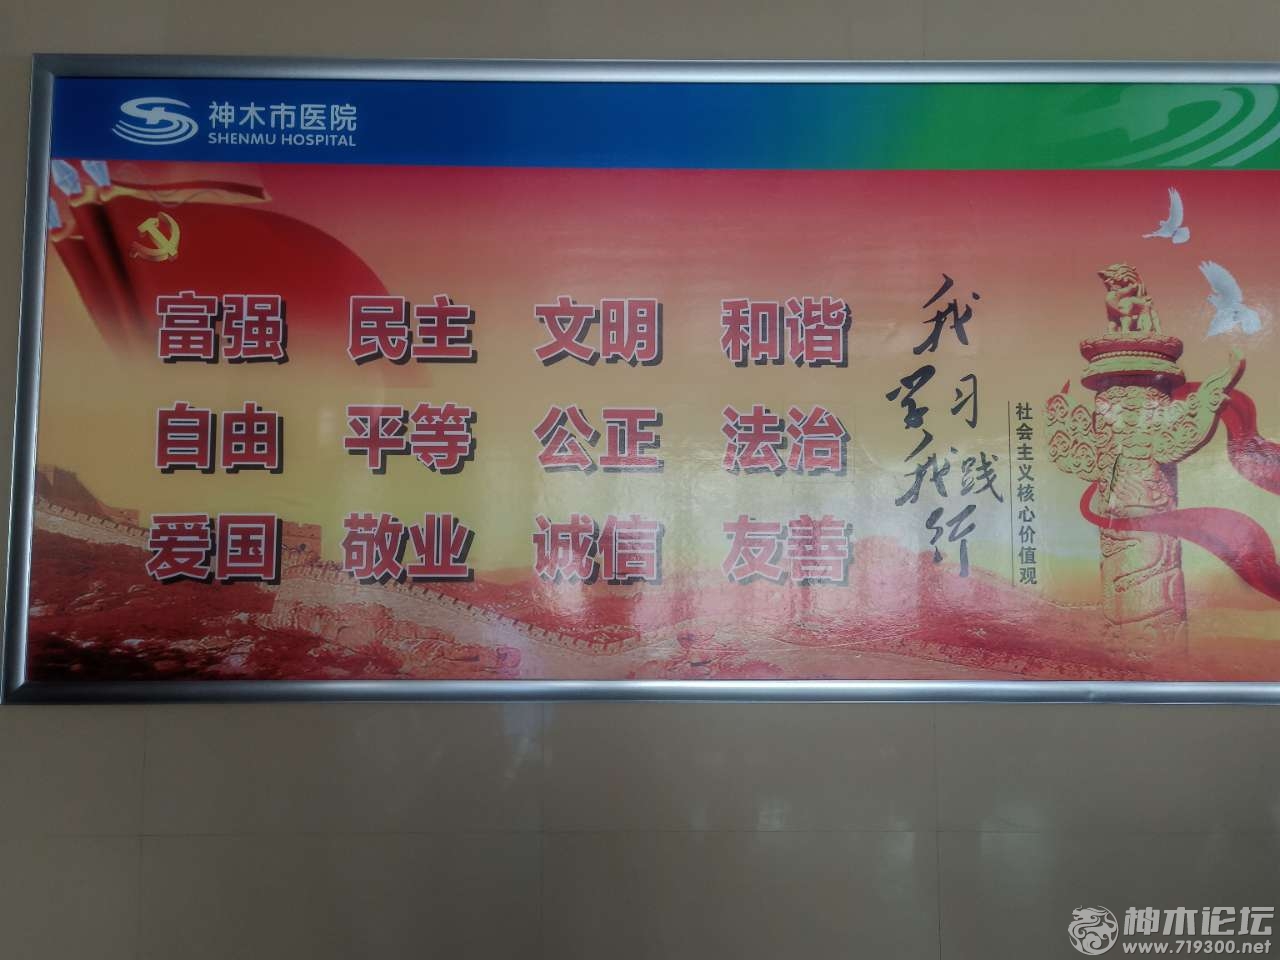 神木市医院
SHENMU HOSPITAL
富强 民主 文明 和谐
自由 平等 公正 法治
爱国 敬业 诚信 友善
我学习
我践行
社会主义核心价值观
神木论坛
www.719300.net